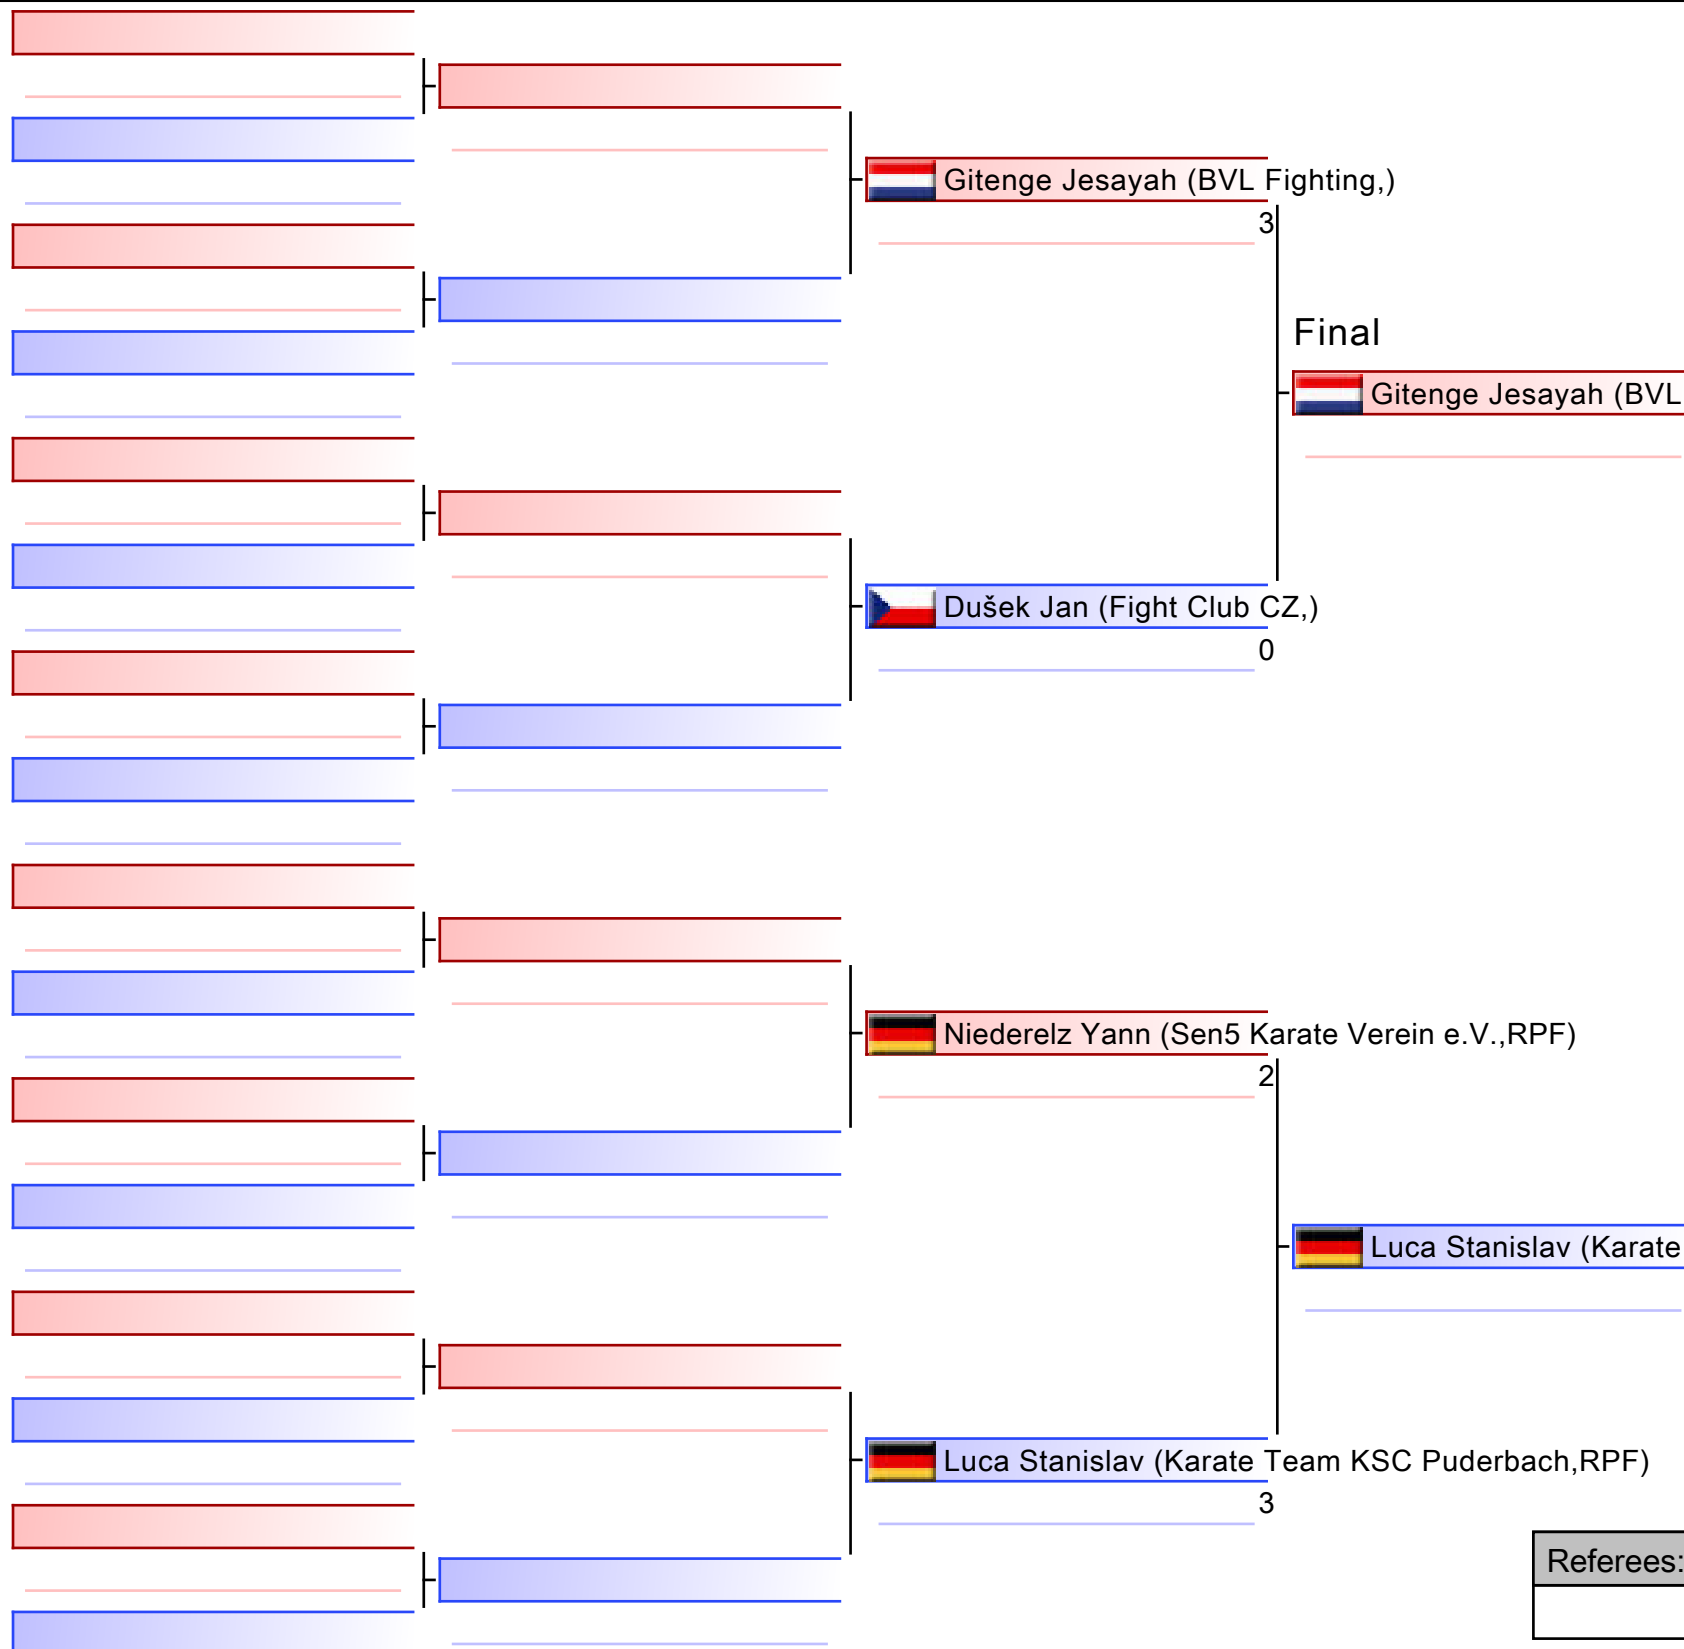 Gitenge Jesayah (BVL Fighting,)
3
Final
Gitenge Jesayah (BVL
Dušek Jan (Fight Club CZ,)
0
Niederelz Yann (Sen5 Karate Verein e.V.,RPF)
2
Luca Stanislav (Karate
Luca Stanislav (Karate Team KSC Puderbach,RPF)
3
Referees: